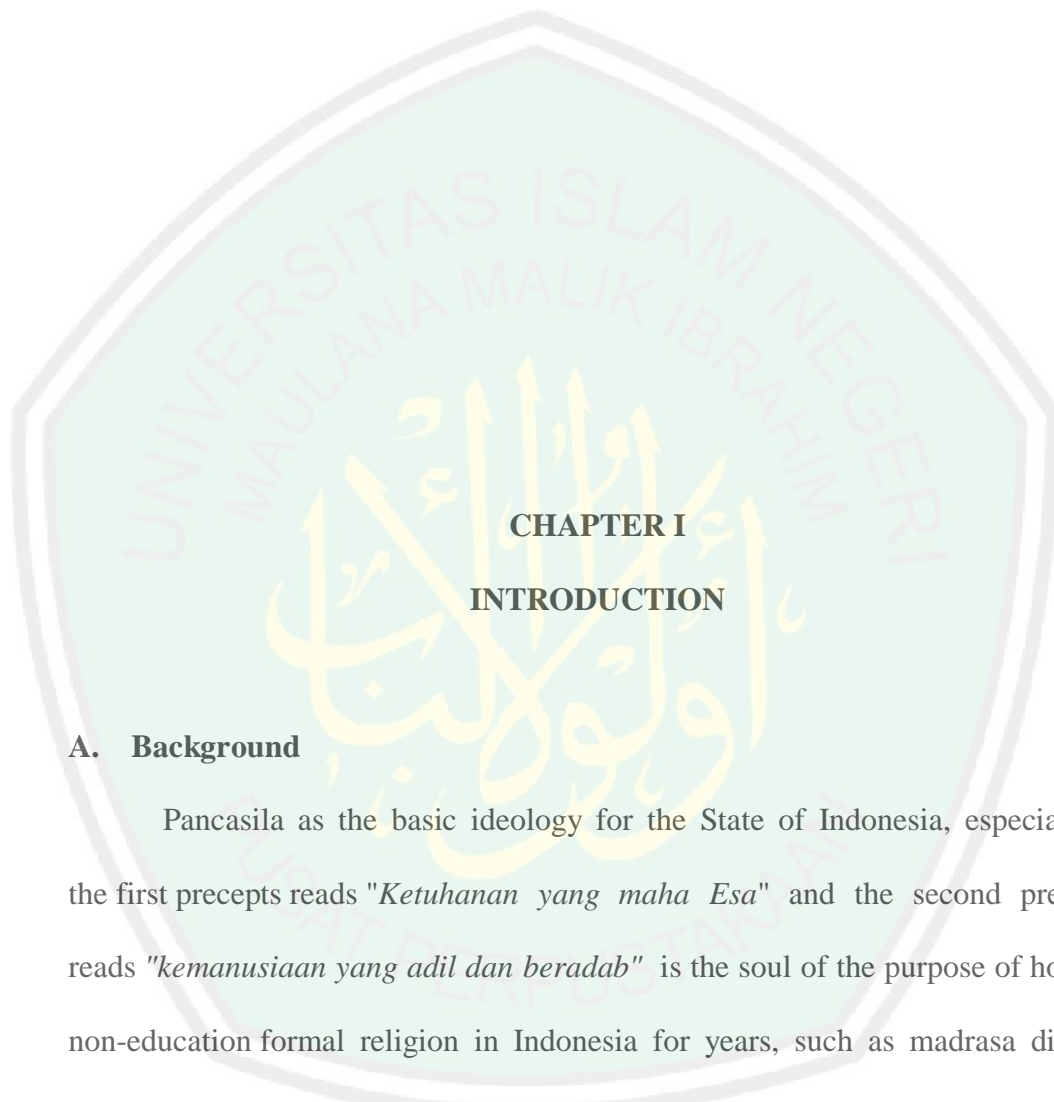 UNIVERSITAS ISLAM NEGERI
MAULANA MALIK IBRAHIM
CHAPTER I
INTRODUCTION
A. Background
Pancasila as the basic ideology for the State of Indonesia, especia
the first precepts reads "Ketuhanan yang maha Esa" and the second pre
reads "kemanusiaan yang adil dan beradab" is the soul of the purpose of ho
non-education formal religion in Indonesia for years, such as madrasa di
PUSAT PERPUSTAKAAN